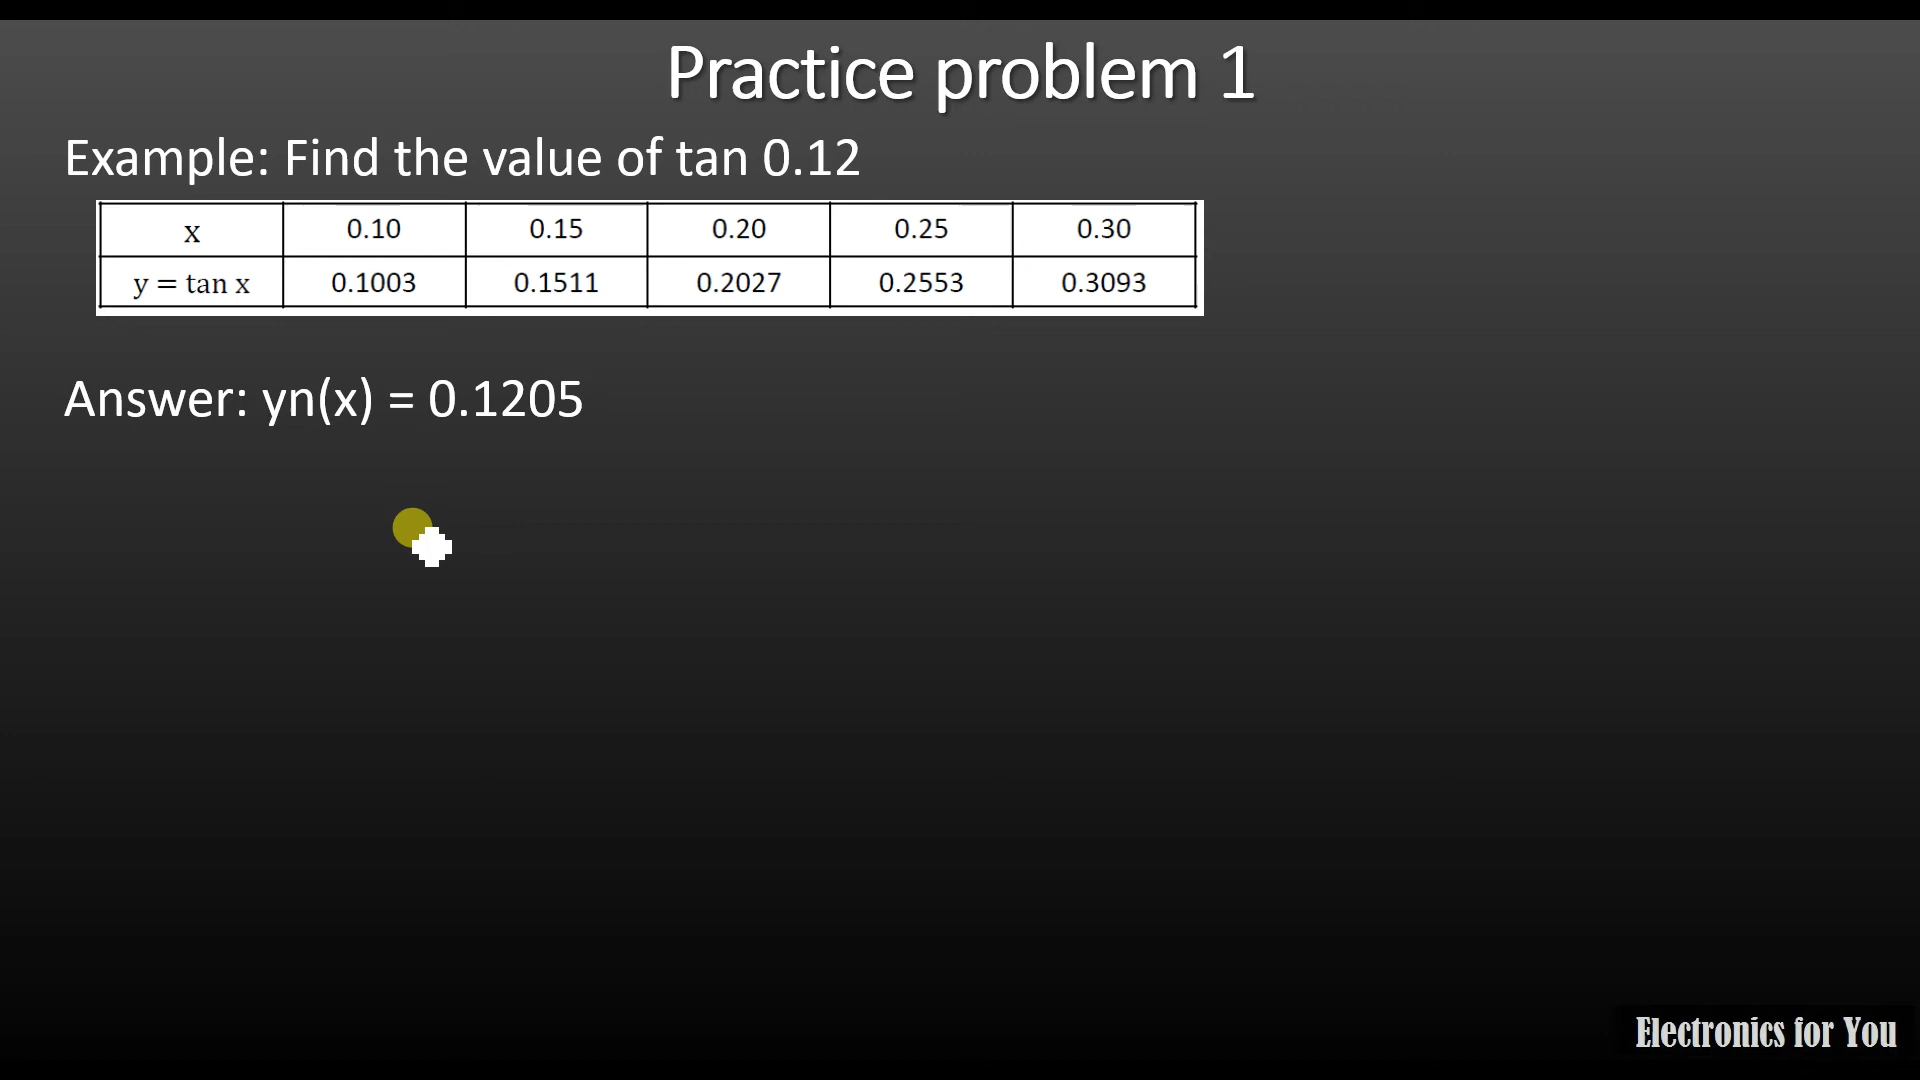 Practice problem 1
Example: Find the value of tan 0.12
x 0.10 0.15 0.20 0.25 0.30
y = tan x 0.1003 0.1511 0.2027 0.2553 0.3093
Answer: yn(x) = 0.1205
Electronics for You